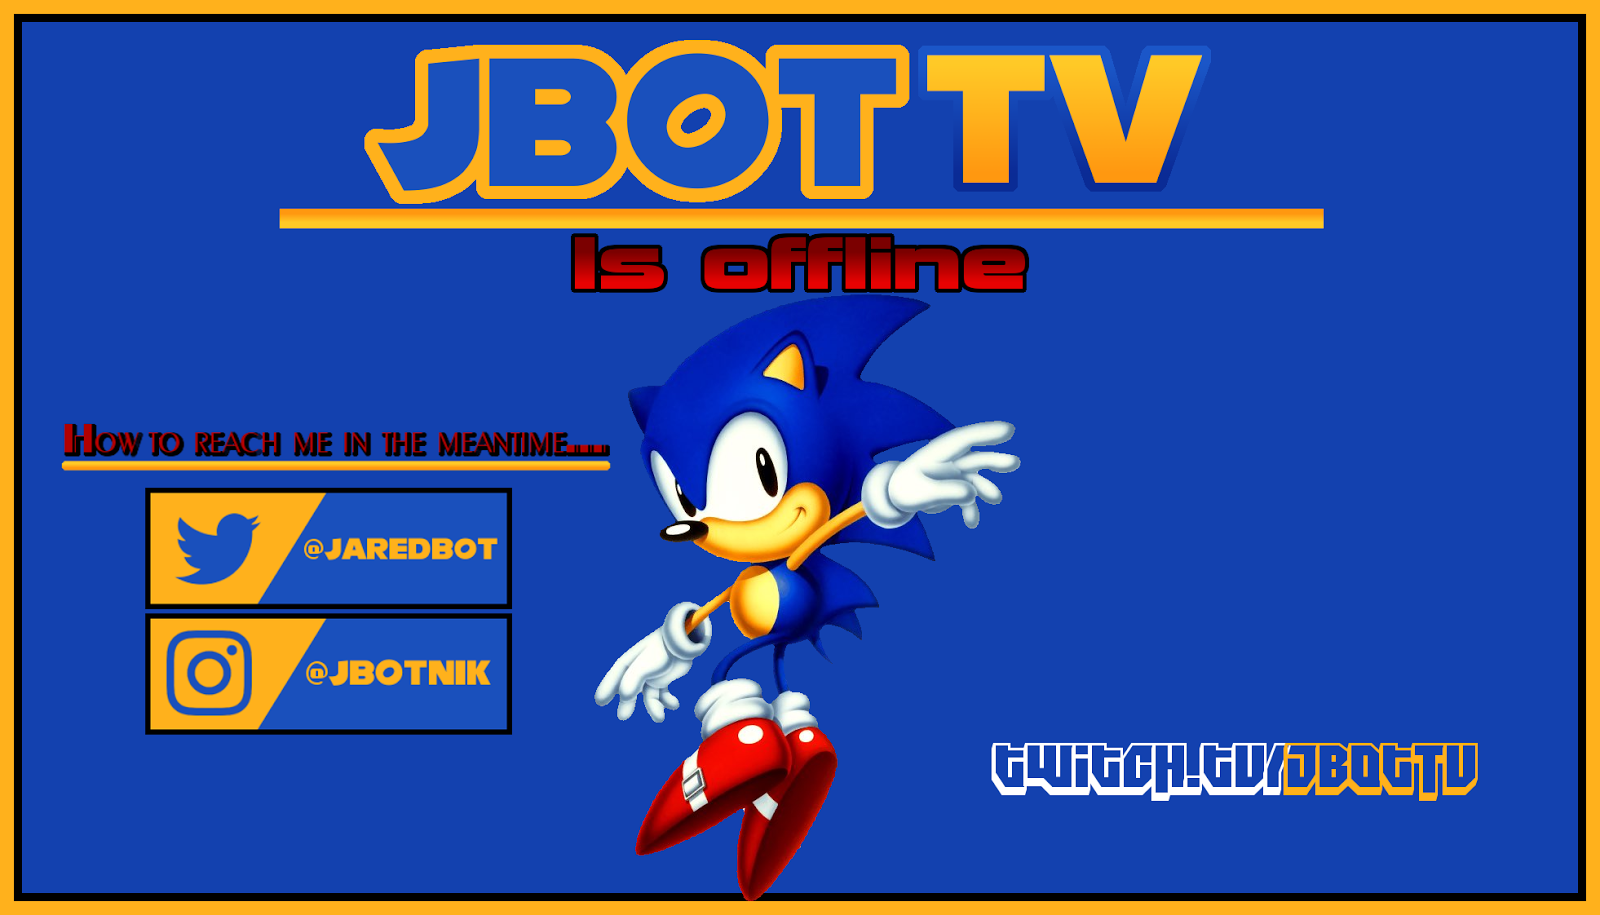 JBOT TV
Is offline
How to reach me in the meantime.....
@JAREDBOT
@JBOTNIK
twitch.tv/JBOTTV